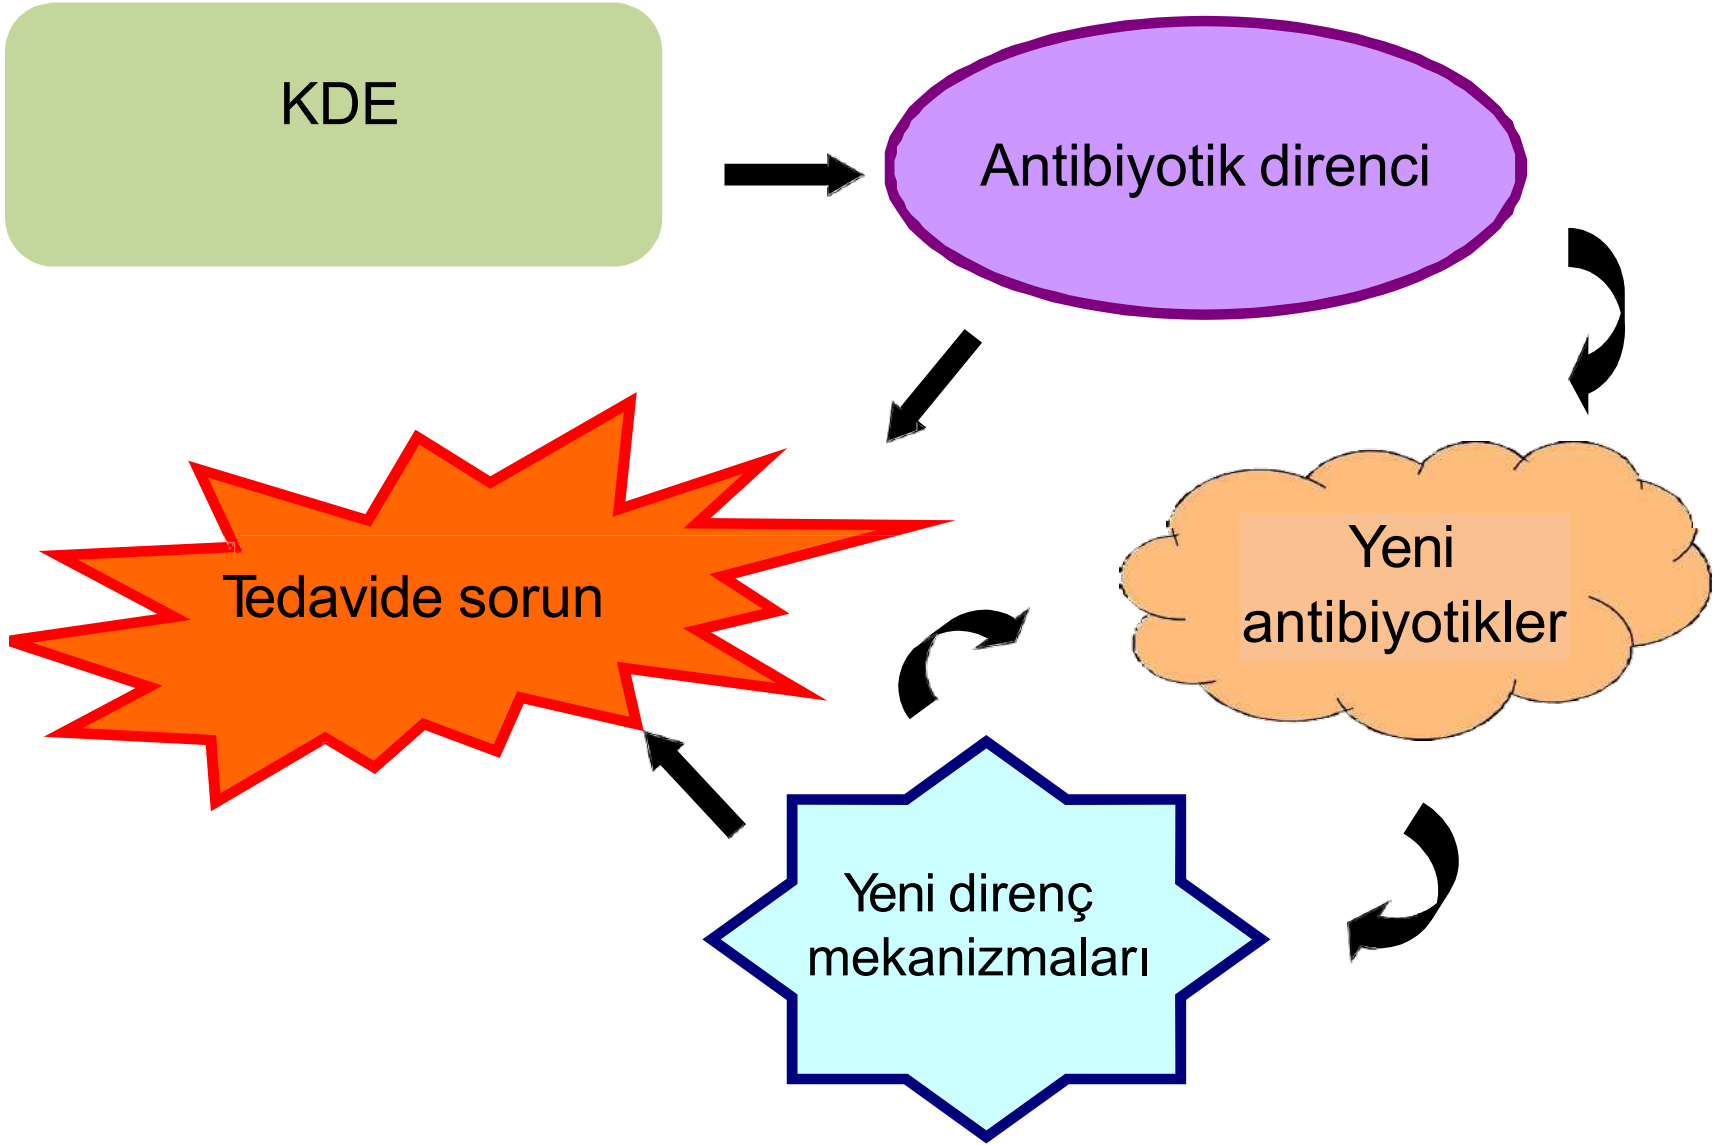 KDE
Antibiyotik direnci
Tedavide sorun
Yeni
antibiyotikler
Yeni direnç
mekanizmaları